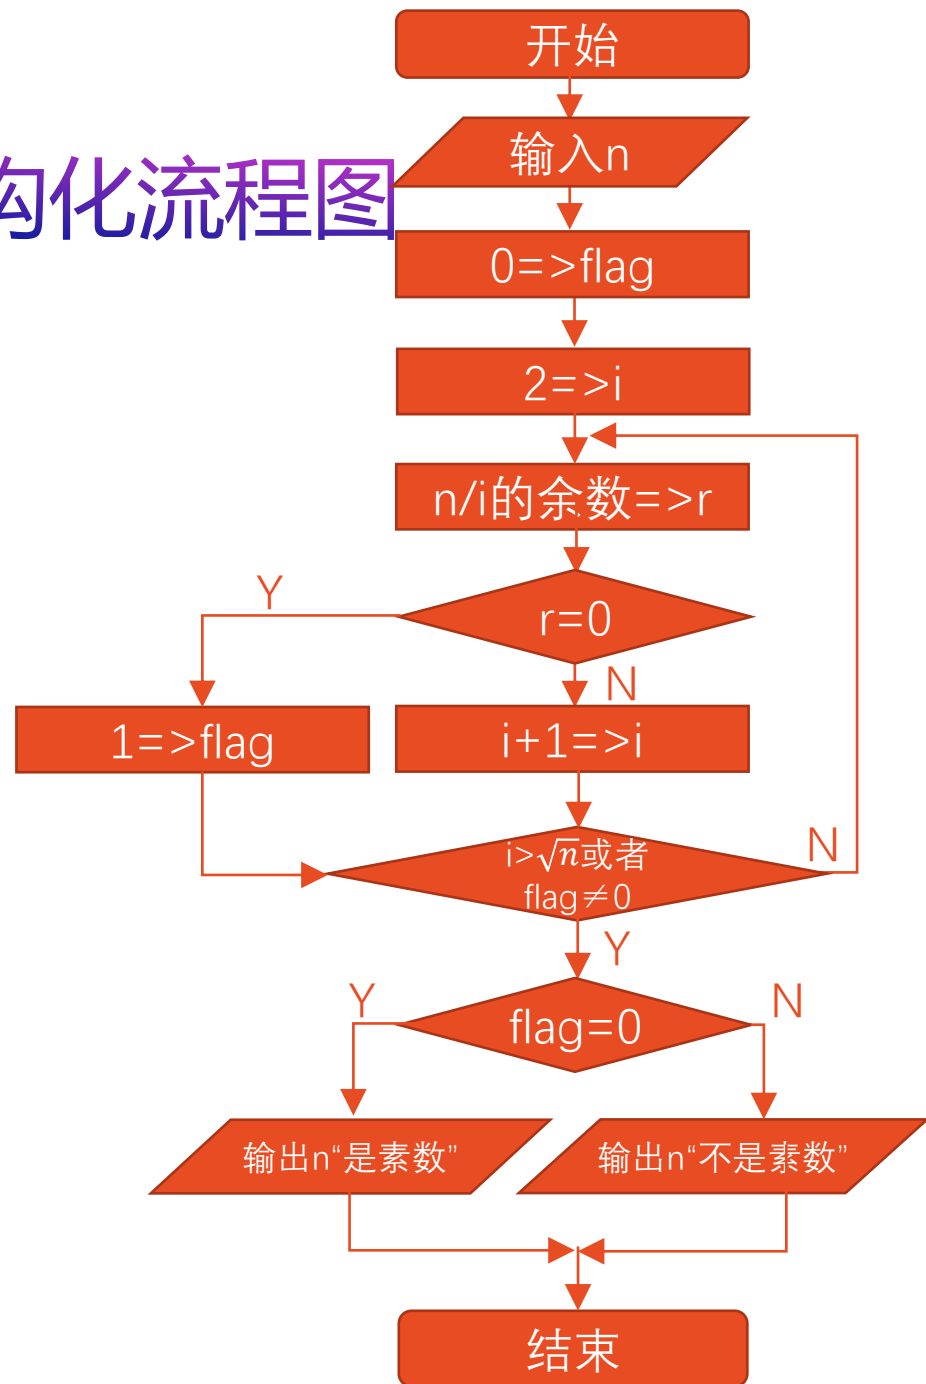 开始
输入n
化流程图
0=>flag
2=>i
n/i的余数=>r
Y
r=0
N
1=>flag
i+1=>i
i>√n或者
flag≠0
N
Y
Y
flag=0
N
输出n“是素数”
输出n“不是素数”
结束